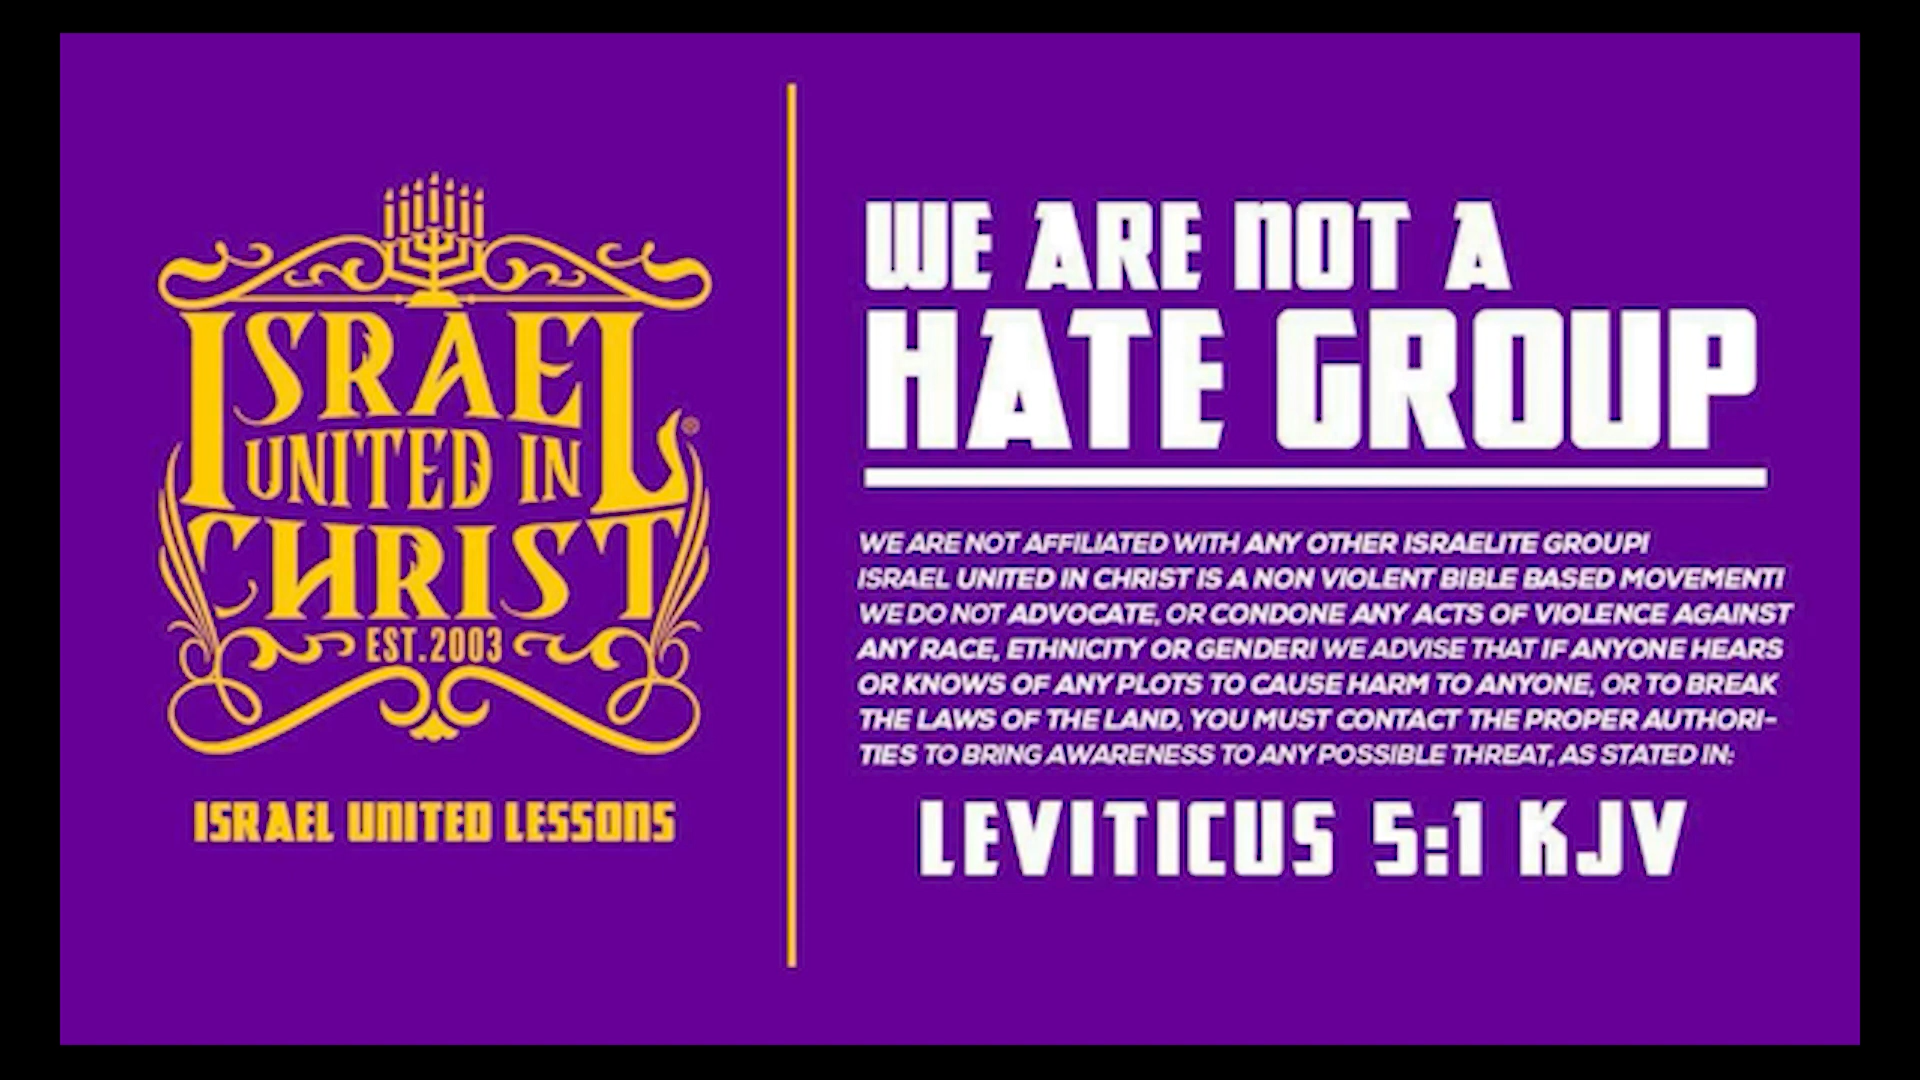 ISRAEL
UNITED IN
CHRIST
®
EST.2003
ISRAEL UNITED LESSONS
WE ARE NOT A
HATE GROUP
WE ARE NOT AFFILIATED WITH ANY OTHER ISRAELITE GROUP!
ISRAEL UNITED IN CHRIST IS A NON VIOLENT BIBLE BASED MOVEMENT!
WE DO NOT ADVOCATE, OR CONDONE ANY ACTS OF VIOLENCE AGAINST
ANY RACE, ETHNICITY OR GENDER! WE ADVISE THAT IF ANYONE HEARS
OR KNOWS OF ANY PLOTS TO CAUSE HARM TO ANYONE, OR TO BREAK
THE LAWS OF THE LAND, YOU MUST CONTACT THE PROPER AUTHORI-
TIES TO BRING AWARENESS TO ANY POSSIBLE THREAT, AS STATED IN:
LEVITICUS 5:1 KJV